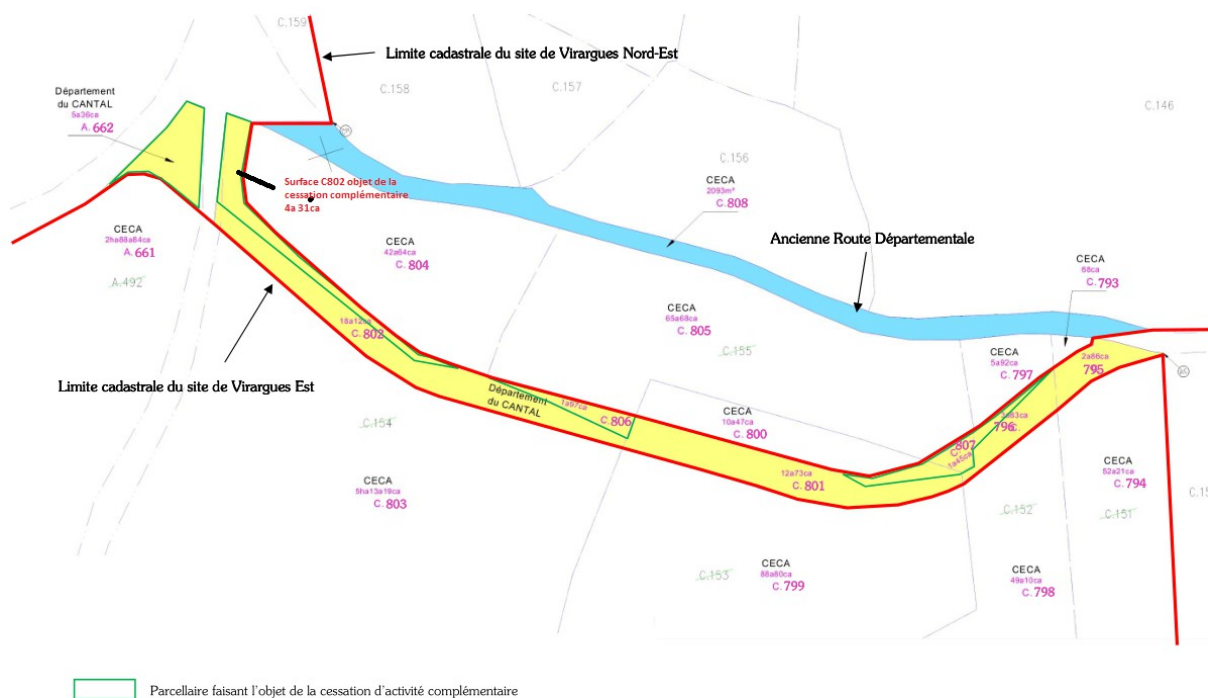 C.159
Limite cadastrale du site de Virargues Nord-Est
C.158
C.157
C.146
Département
du CANTAL
5a36ca
A. 662
C.156
CECA
2093m²
C. 808
Surface C802 objet de la
cessation complémentaire
4a 31ca
CECA
2ha88a84ca
A. 661
A.492
CECA
42a64ca
C. 804
Ancienne Route Départementale
CECA
68ca
C. 793
CECA
65a68ca
C. 805
C.155
18a12ca
C. 802
CECA
5a92ca
C. 797
2a86ca
795
Limite cadastrale du site de Virargues Est
Département
du CANTAL
1a97ca
C. 806
CECA
10a47ca
C. 800
796
C.
C. 807
1a45ca
C.154
12a73ca
C. 801
CECA
5ha13a19ca
C. 803
CECA
52a21ca
C. 794
C.15
C.152
C.151
C.153
CECA
88a80ca
C. 799
CECA
49a10ca
C. 798
Parcellaire faisant l'objet de la cessation d'activité complémentaire